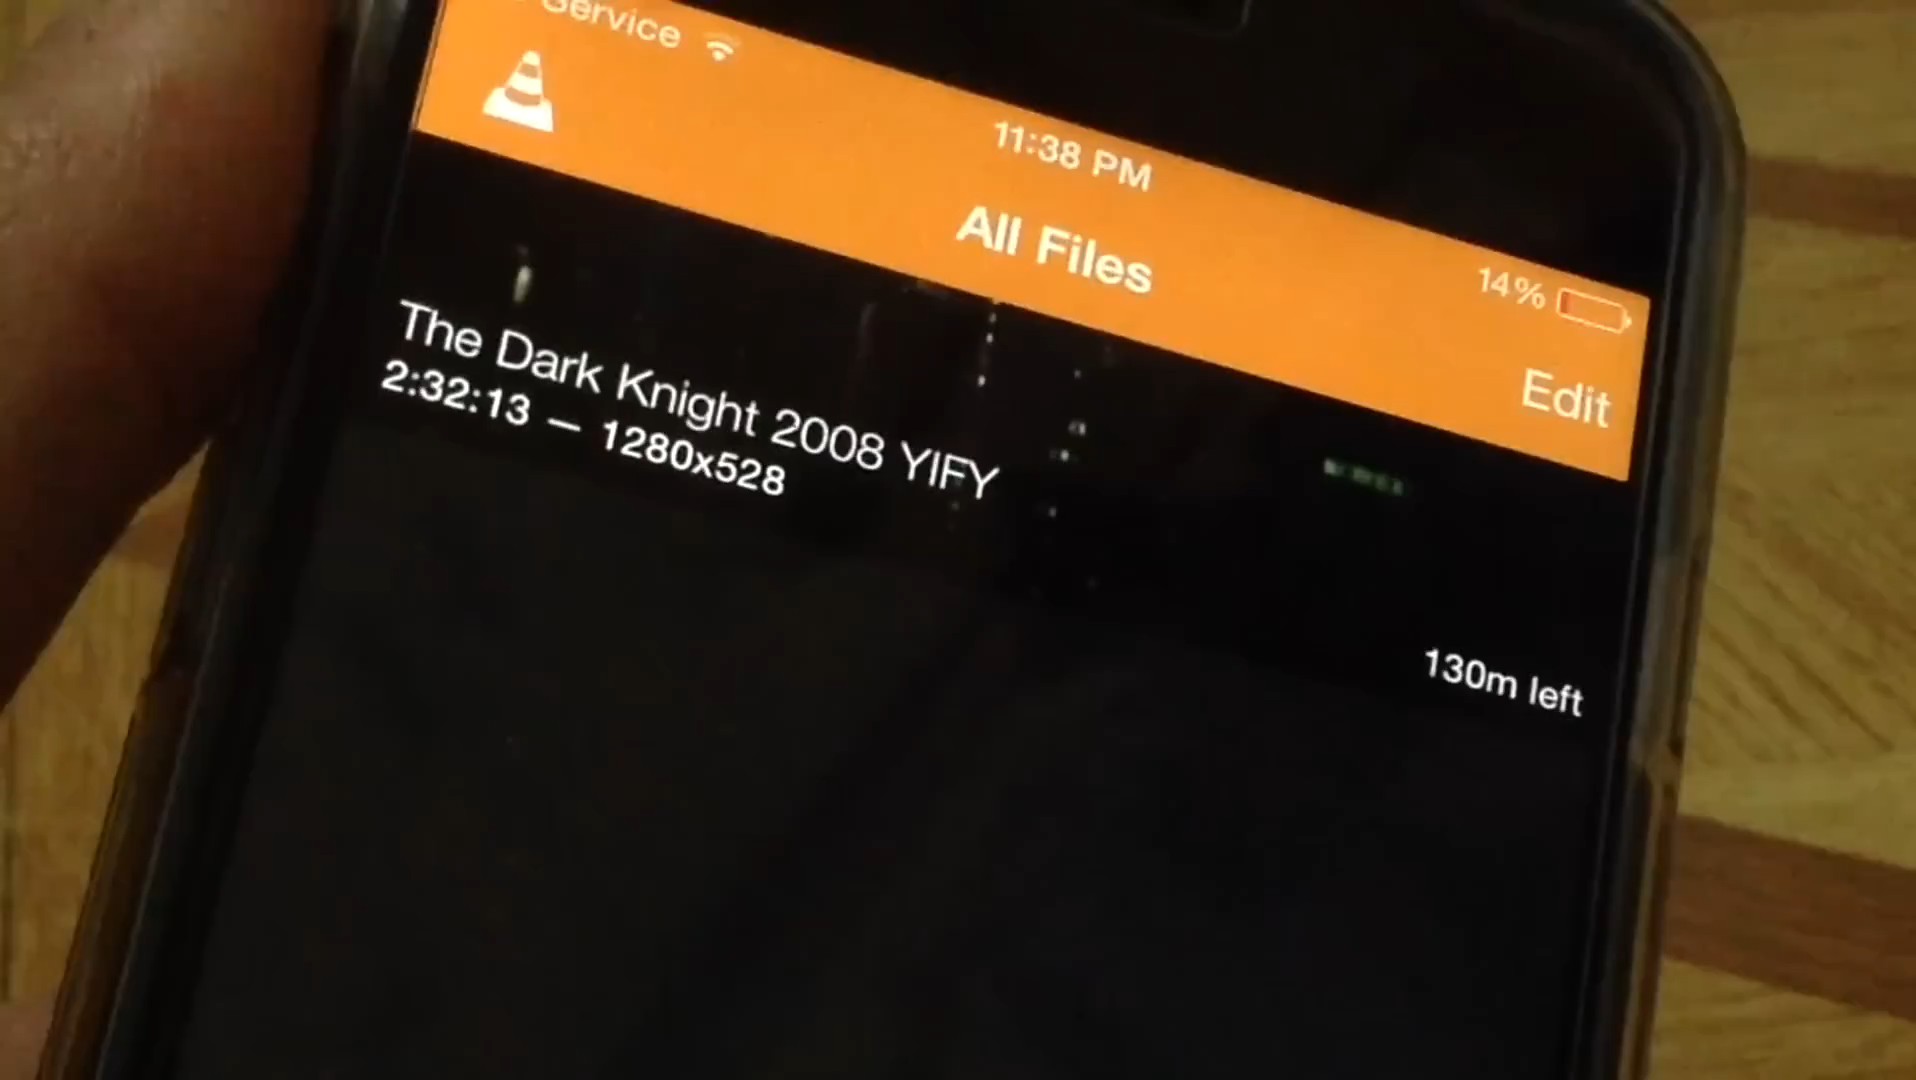 Service
11:38 PM
14%
All Files
Edit
The Dark Knight 2008 YIFY
2:32:13 — 1280x528
130m left